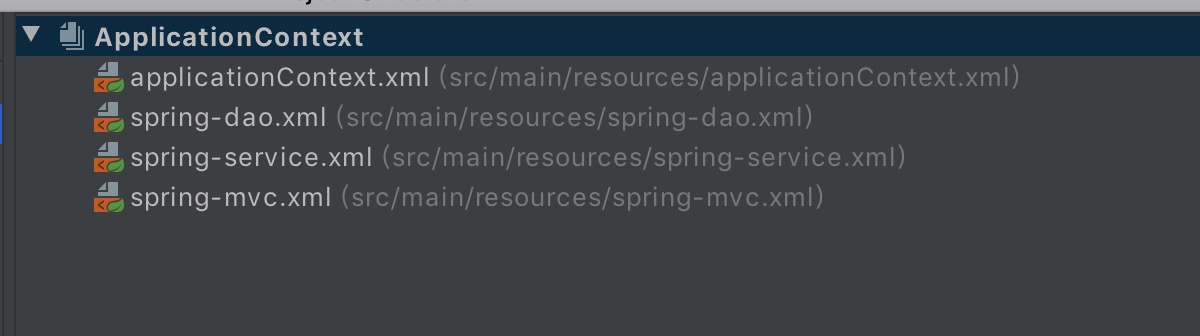 ApplicationContext
applicationContext.xml (src/main/resources/applicationContext.xml)
spring-dao.xml (src/main/resources/spring-dao.xml)
spring-service.xml (src/main/resources/spring-service.xml)
spring-mvc.xml (src/main/resources/spring-mvc.xml)